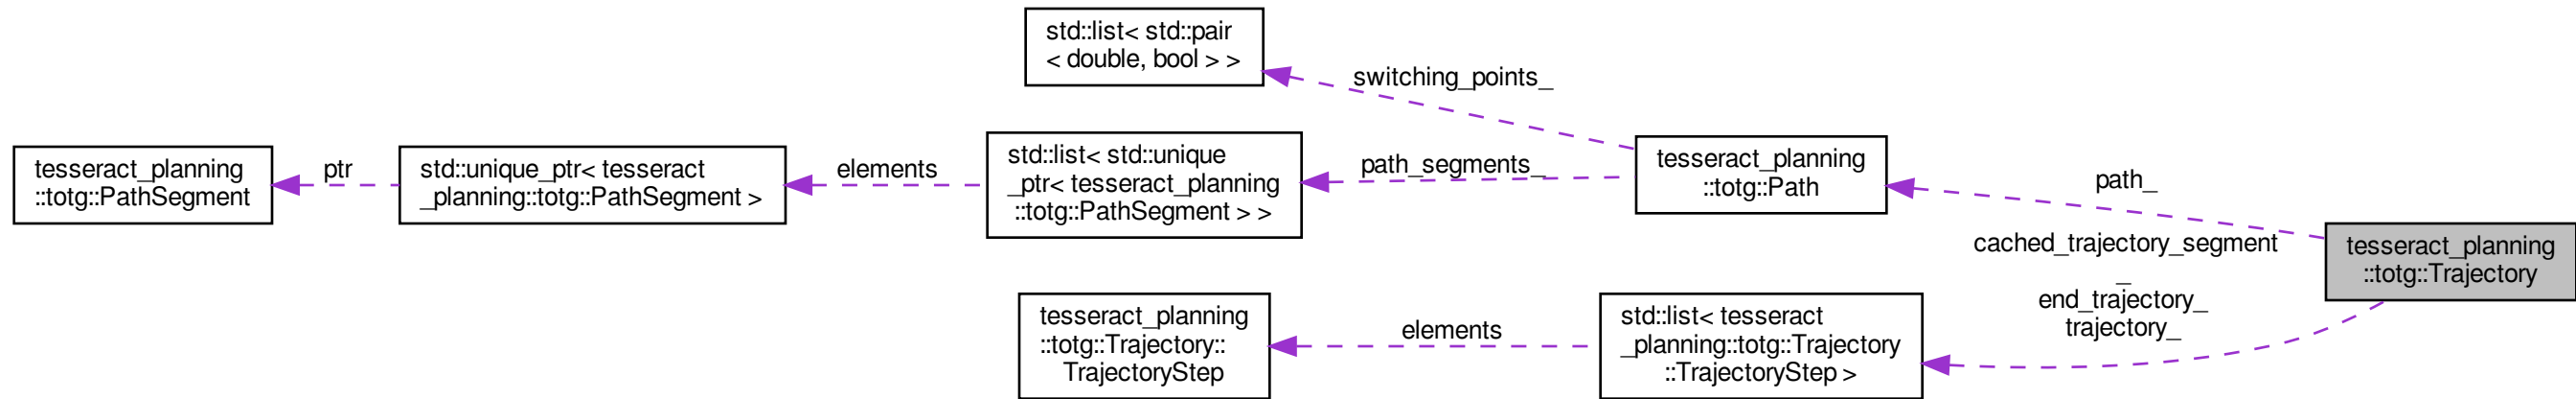 std::list< std::pair
< double, bool > >
switching_points_
tesseract_planning
::totg::PathSegment
ptr
std::unique_ptr< tesseract
_planning::totg::PathSegment >
elements
std::list< std::unique
_ptr< tesseract_planning
::totg::PathSegment > >
path_segments_
tesseract_planning
::totg::Path
path_
cached_trajectory_segment
_
end_trajectory_
trajectory_
tesseract_planning
::totg::Trajectory
tesseract_planning
::totg::Trajectory::
TrajectoryStep
elements
std::list< tesseract
_planning::totg::Trajectory
::TrajectoryStep >